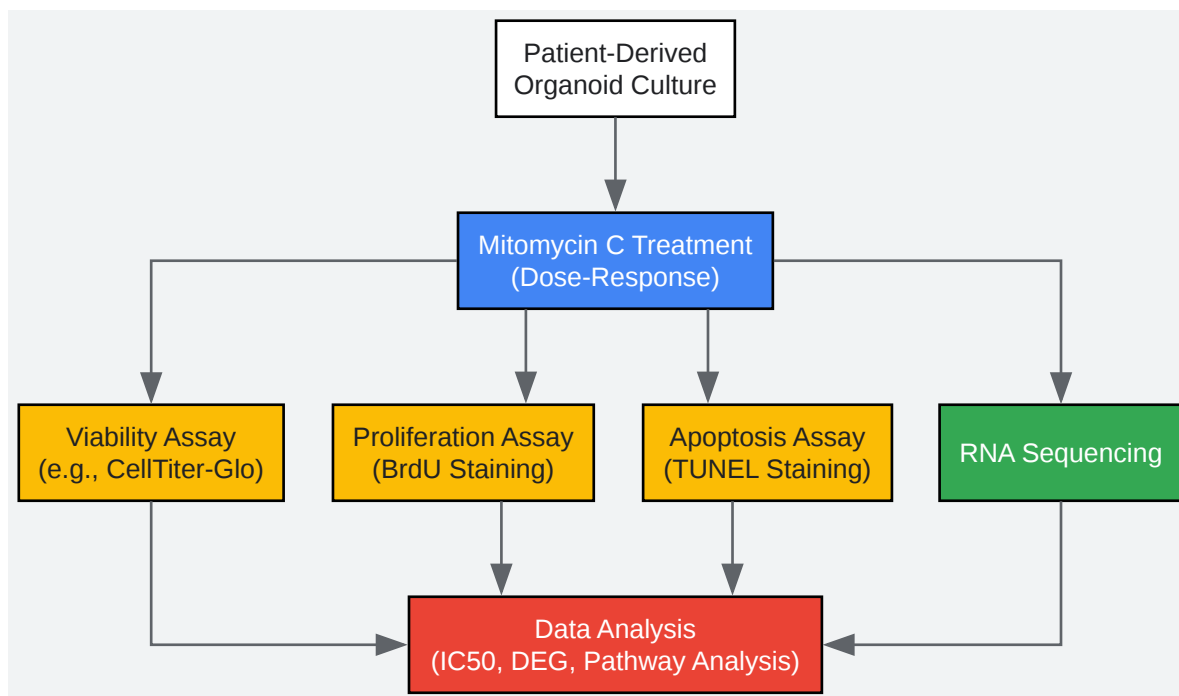 Patient-Derived
Organoid Culture
Mitomycin C Treatment
(Dose-Response)
Viability Assay
(e.g., CellTiter-Glo)
Proliferation Assay
(BrdU Staining)
Apoptosis Assay
(TUNEL Staining)
RNA Sequencing
Data Analysis
(IC50, DEG, Pathway Analysis)